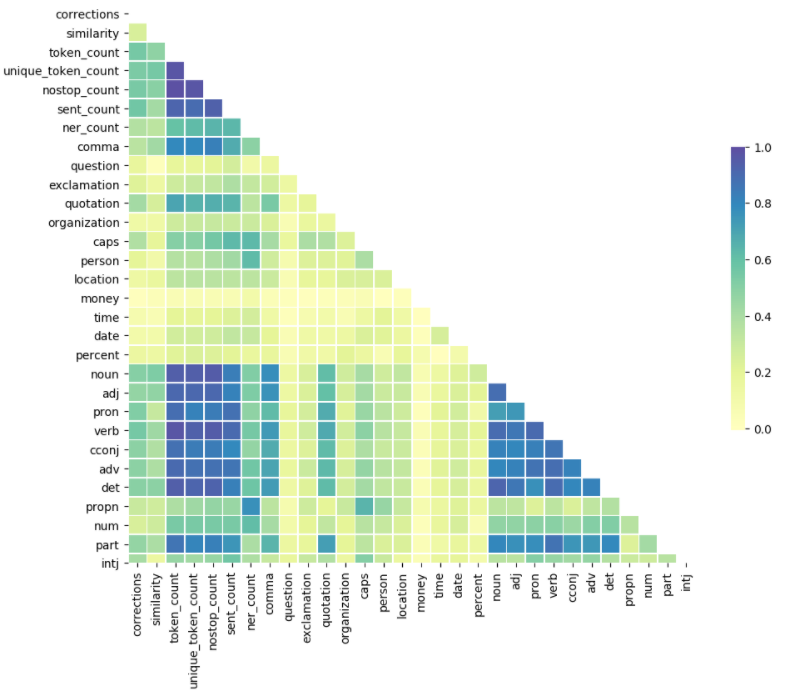 corrections
similarity
token_count
unique_token_count
nostop_count
sent_count
ner_count
comma
question
exclamation
quotation
organization
caps
person
location
money
time
date
percent
noun
adj
pron
verb
cconj
adv
det
propn
num
part
intj
1.0
0.8
0.6
0.4
0.2
0.0
corrections
similarity
token_count
unique_token_count
nostop_count
sent_count
ner_count
comma
question
exclamation
quotation
organization
caps
person
location
money
time
date
percent
noun
adj
pron
verb
cconj
adv
det
propn
num
part
intj